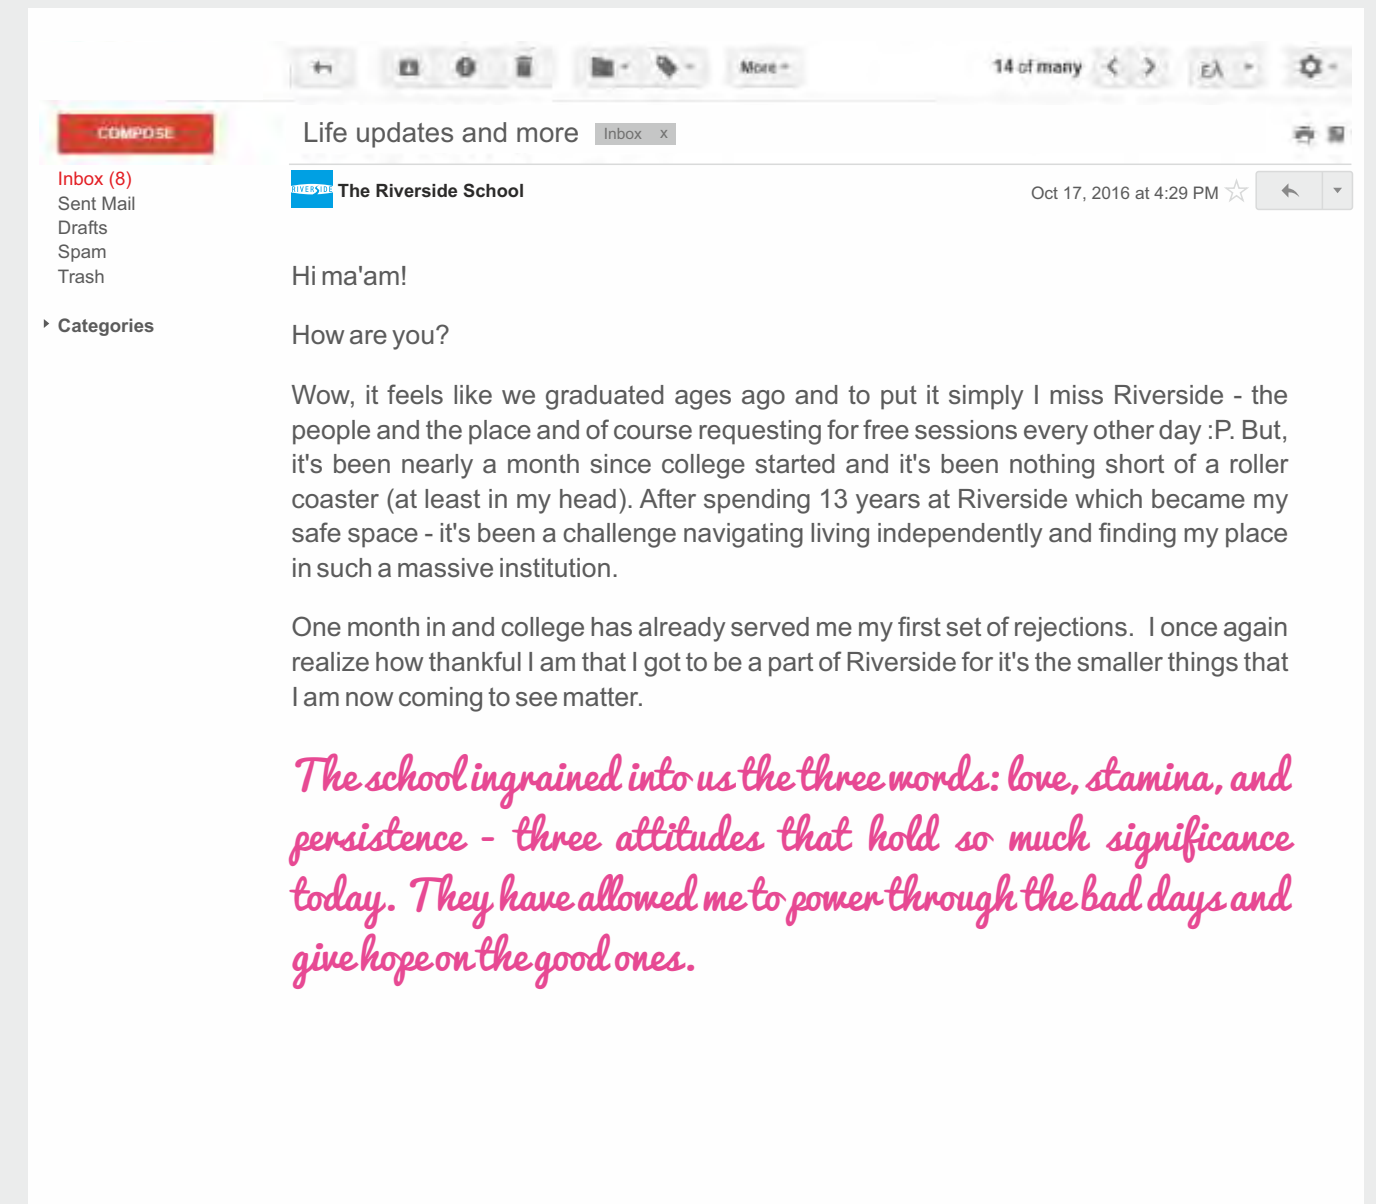 More
14 of many
ελ
COMPOSE
Life updates and more Inbox x
Inbox (8)
Sent Mail
Drafts
Spam
Trash
Categories
RIVERSIDE The Riverside School Oct 17, 2016 at 4:29 PM
Hi ma'am!
How are you?
Wow, it feels like we graduated ages ago and to put it simply I miss Riverside - the
people and the place and of course requesting for free sessions every other day :P. But,
it's been nearly a month since college started and it's been nothing short of a roller
coaster (at least in my head). After spending 13 years at Riverside which became my
safe space - it's been a challenge navigating living independently and finding my place
in such a massive institution.
One month in and college has already served me my first set of rejections. I once again
realize how thankful I am that I got to be a part of Riverside for it's the smaller things that
I am now coming to see matter.
The school ingrained into us the three words: love, stamina, and
persistence - three attitudes that hold so much significance
today. They have allowed me to power through the bad days and
give hope on the good ones.